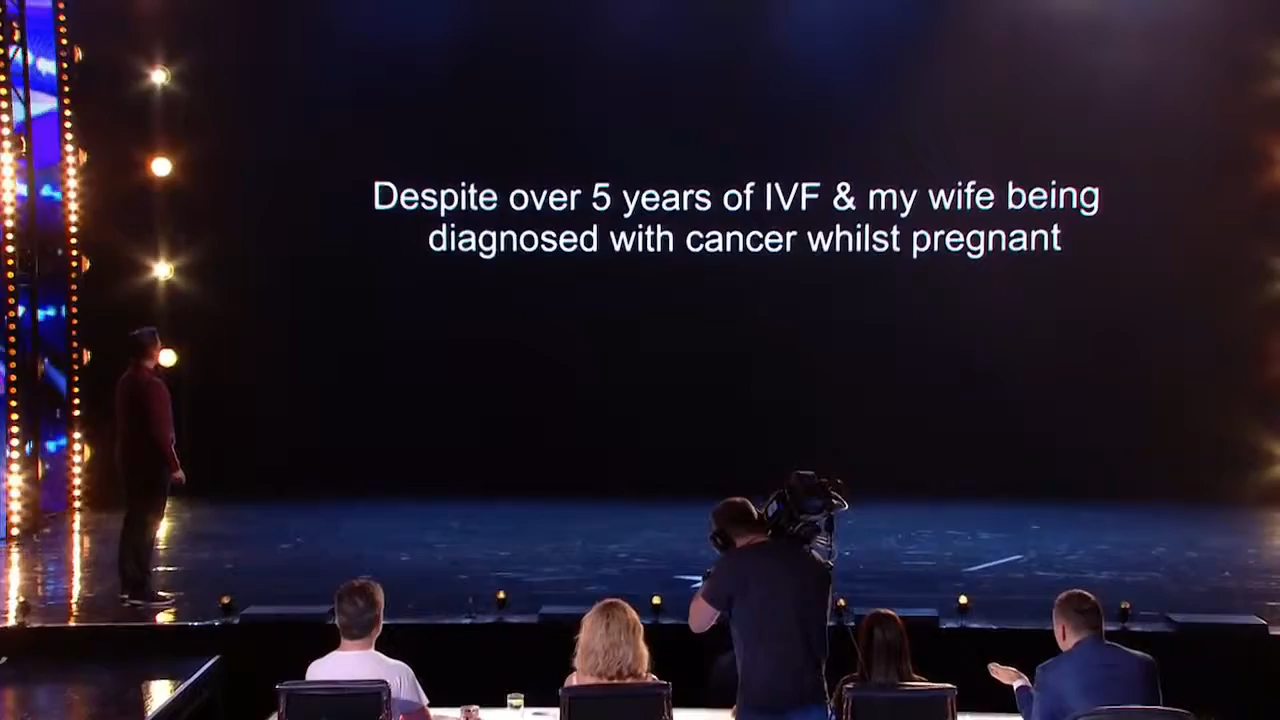 Despite over 5 years of IVF & my wife being
diagnosed with cancer whilst pregnant